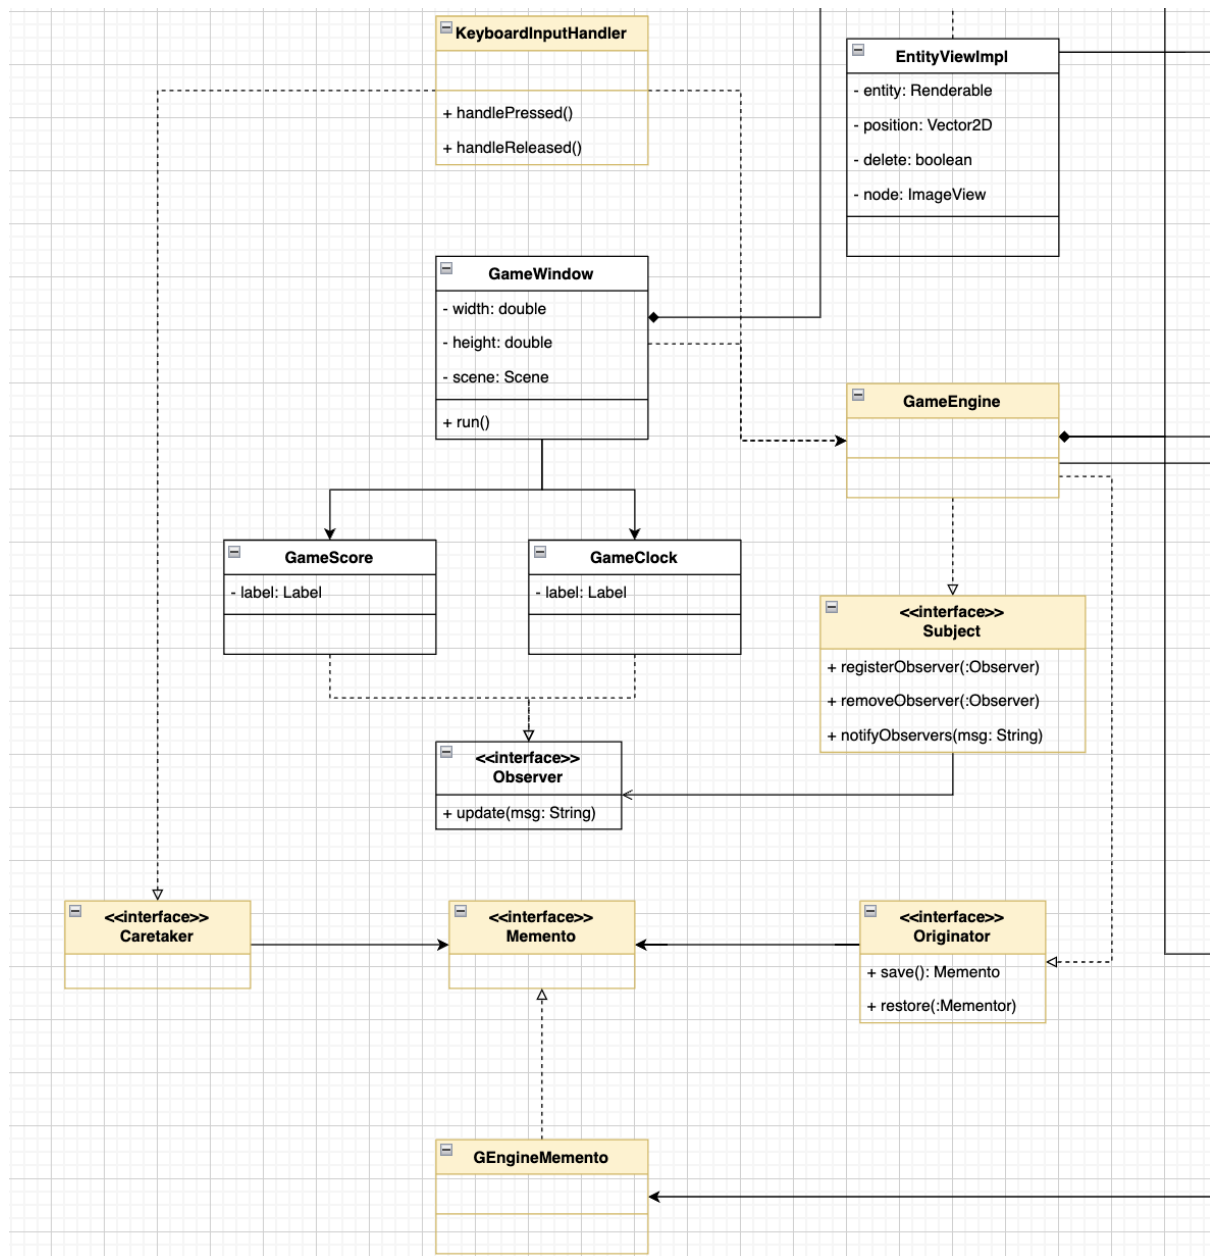 KeyboardInputHandler
+ handlePressed()
+ handleReleased()
EntityViewImpl
- entity: Renderable
- position: Vector2D
- delete: boolean
- node: ImageView
GameWindow
- width: double
- height: double
- scene: Scene
+ run()
GameEngine
GameScore
- label: Label
GameClock
- label: Label
<<interface>>
Subject
+ registerObserver(:Observer)
+ removeObserver(:Observer)
+ notifyObservers(msg: String)
<<interface>>
Observer
+ update(msg: String)
<<interface>>
Caretaker
<<interface>>
Memento
<<interface>>
Originator
+ save(): Memento
+ restore(:Mementor)
GEngineMemento